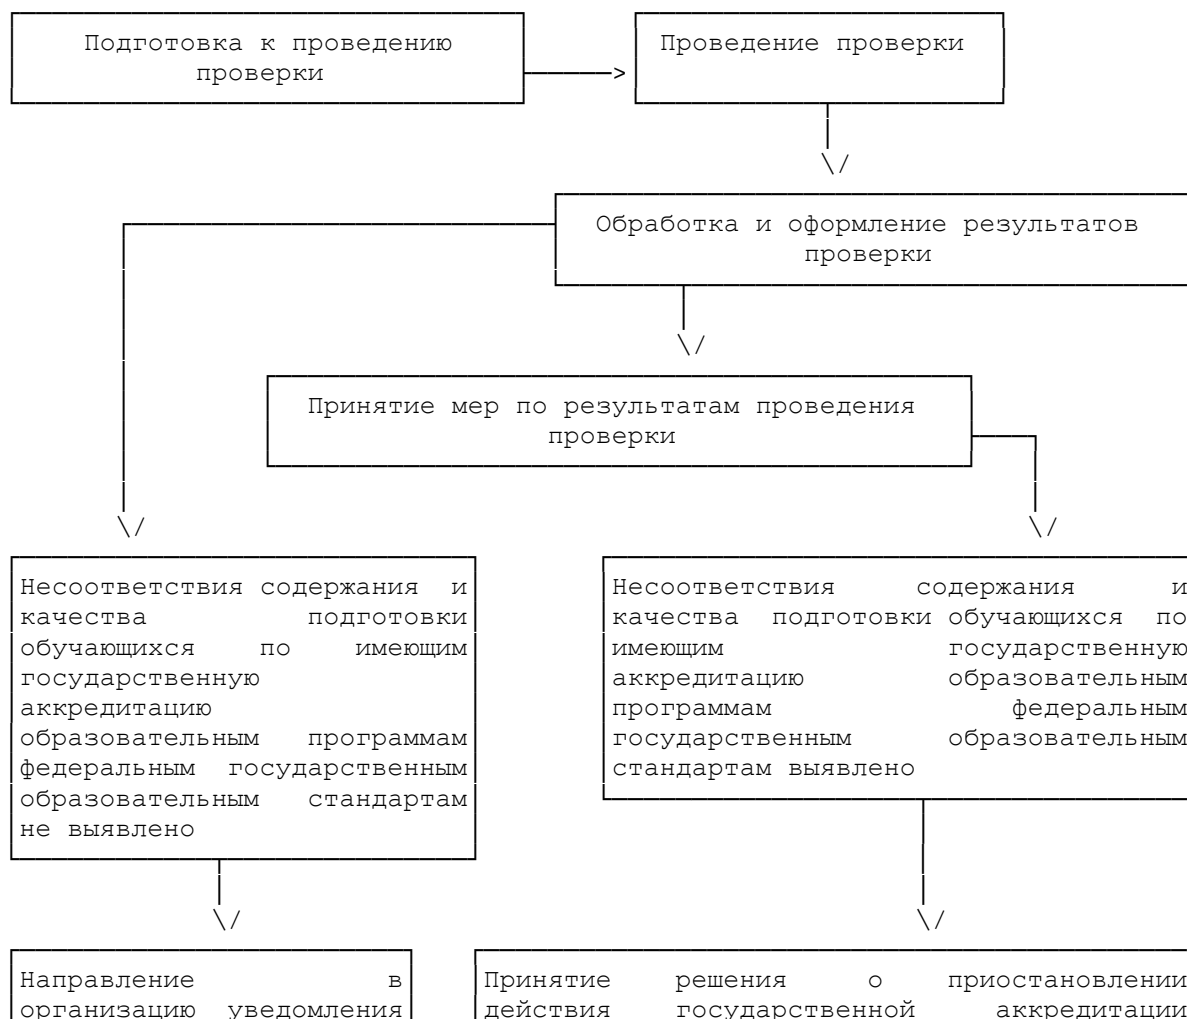 Подготовка к проведению
проверки
Проведение проверки
Обработка и оформление результатов
проверки
Принятие мер по результатам проведения
проверки
Несоответствия содержания и
качества подготовки
обучающихся по имеющим
государственную
аккредитацию
образовательным программам
федеральным государственным
образовательным стандартам
не выявлено
Несоответствия содержания и
качества подготовки обучающихся по
имеющим государственную
аккредитацию образовательным
программам федеральным
государственным образовательным
стандартам выявлено
Направление в
организацию уведомления
Принятие решения о приостановлении
действия государственной аккредитации